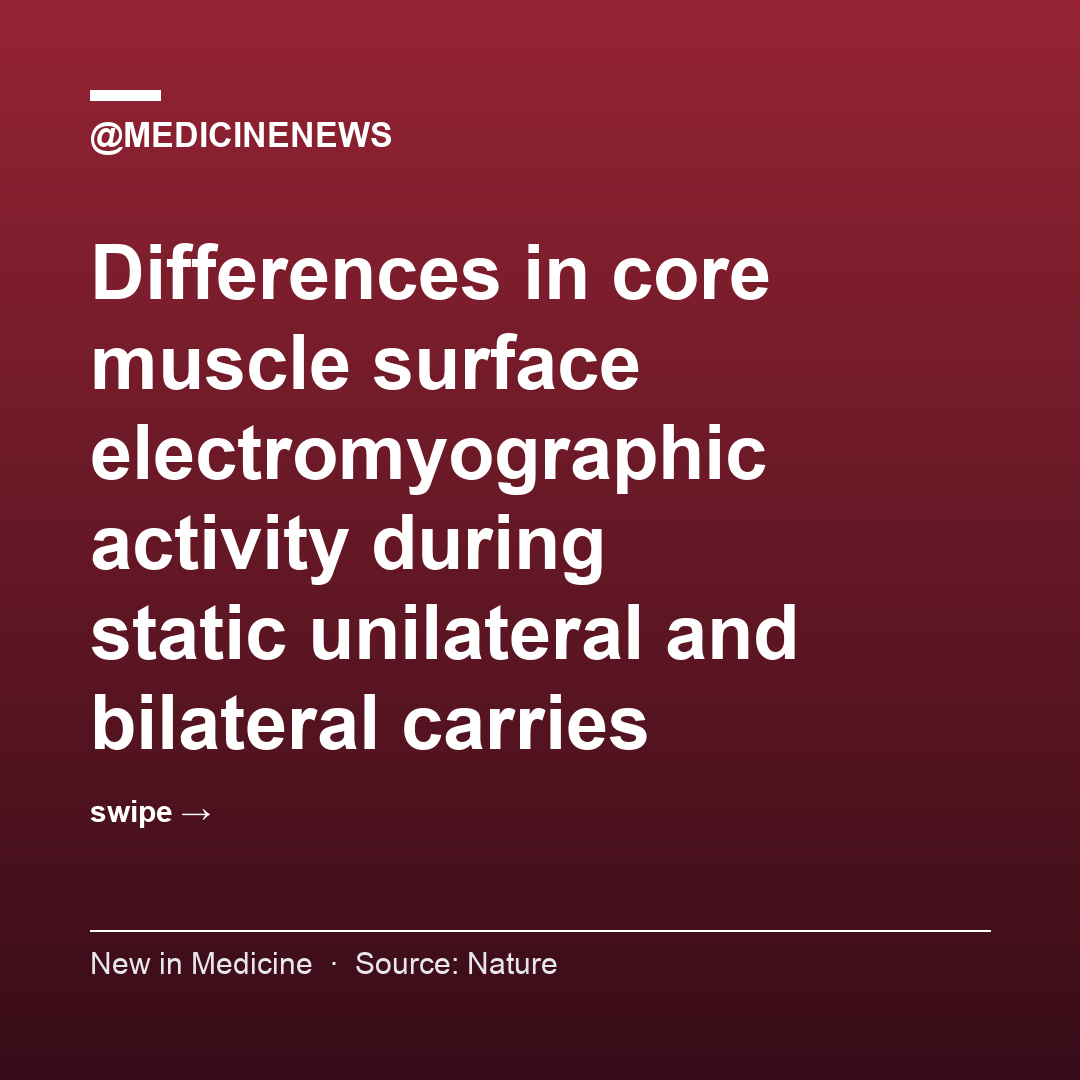 @MEDICINENEWS
Differences in core
muscle surface
electromyographic
activity during
static unilateral and
bilateral carries
swipe →
New in Medicine · Source: Nature